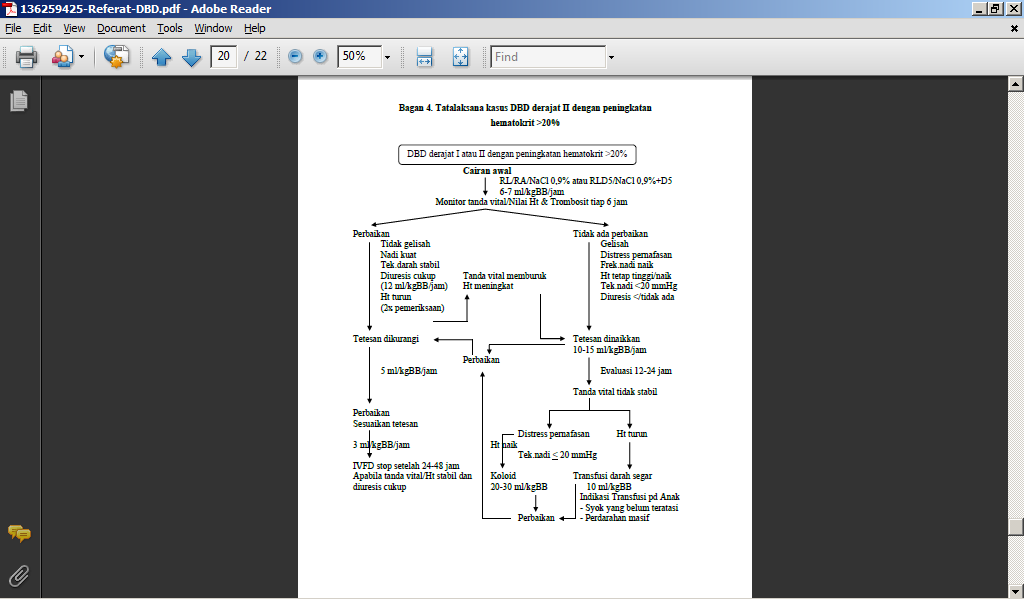 136259425-Referat-DBD.pdf - Adobe Reader
File Edit View Document Tools Window Help
20 / 22 50% Find
Bagan 4. Tatalaksana kasus DBD derajat II dengan peningkatan
hematokrit >20%
DBD derajat I atau II dengan peningkatan hematokrit >20%
Cairan awal
RL/RA/NaCl 0,9% atau RLD5/NaCl 0,9%+D5
6-7 ml/kgBB/jam
Monitor tanda vital/Nilai Ht & Trombosit tiap 6 jam
Perbaikan
Tidak gelisah
Nadi kuat
Tek.darah stabil
Diuresis cukup
(12 ml/kgBB/jam)
Ht turun
(2x pemeriksaan)
Tanda vital memburuk
Ht meningkat
Tidak ada perbaikan
Gelisah
Distress pernafasan
Frek.nadi naik
Ht tetap tinggi/naik
Tek.nadi <20 mmHg
Diuresis </tidak ada
Tetesan dikurangi
Perbaikan
Tetesan dinaikkan
10-15 ml/kgBB/jam
5 ml/kgBB/jam
Evaluasi 12-24 jam
Tanda vital tidak stabil
Perbaikan
Sesuaikan tetesan
3 ml/kgBB/jam
IVFD stop setelah 24-48 jam
Apabila tanda vital/Ht stabil dan
diuresis cukup
Distress pernafasan
Ht naik
Tek.nadi ≤ 20 mmHg
Ht turun
Koloid
20-30 ml/kgBB
Transfusi darah segar
10 ml/kgBB
Indikasi Transfusi pd Anak
- Syok yang belum teratasi
- Perdarahan masif
Perbaikan